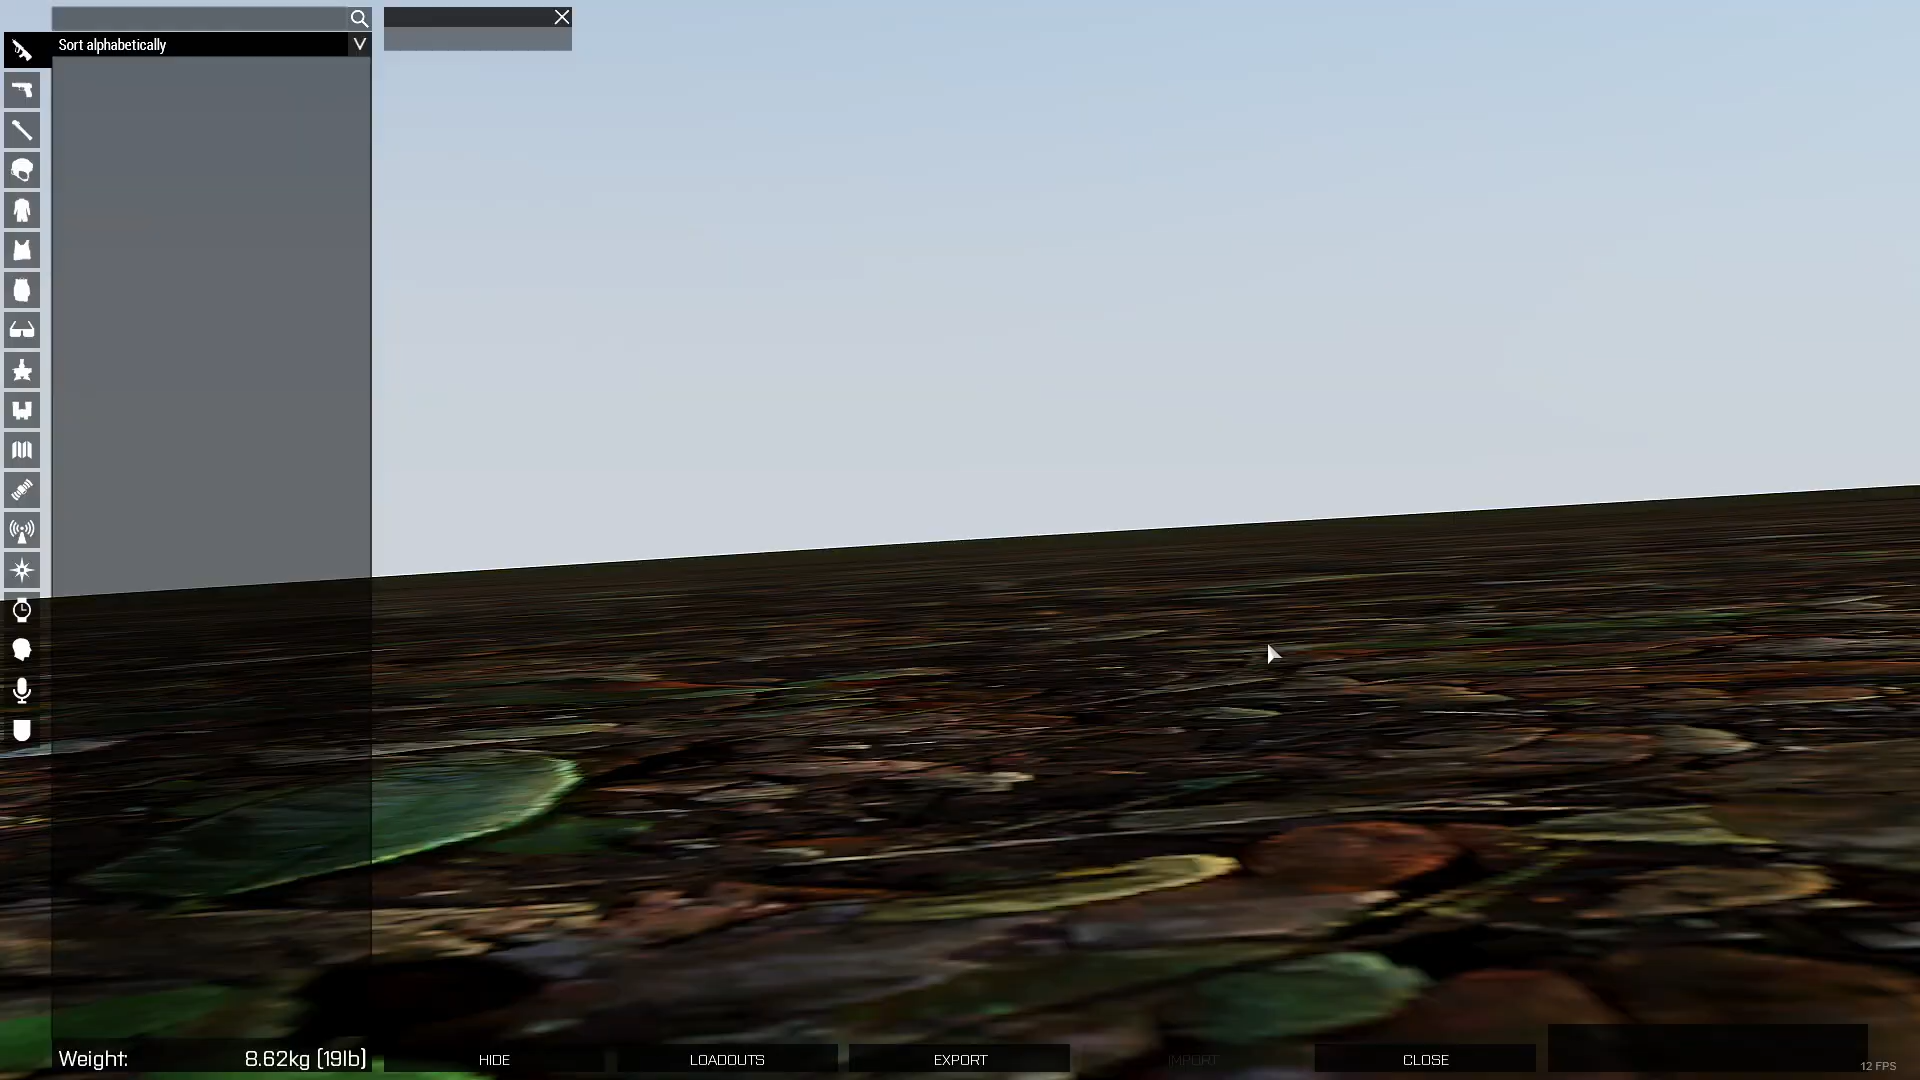 Sort alphabetically
Weight: 8.62kg (19lb)
HIDE
LOADOUTS
EXPORT
IMPORT
CLOSE
12 FPS